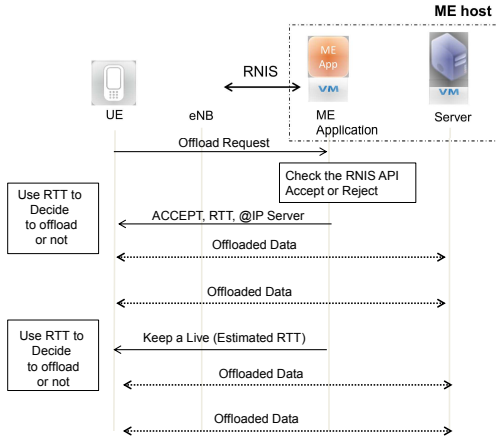 ME host
RNIS
ME
App
VM
VM
UE
eNB
ME
Application
Server
Offload Request
Check the RNIS API
Accept or Reject
Use RTT to
Decide
to offload
or not
ACCEPT, RTT, @IP Server
Offloaded Data
Offloaded Data
Use RTT to
Decide
to offload
or not
Keep a Live (Estimated RTT)
Offloaded Data
Offloaded Data